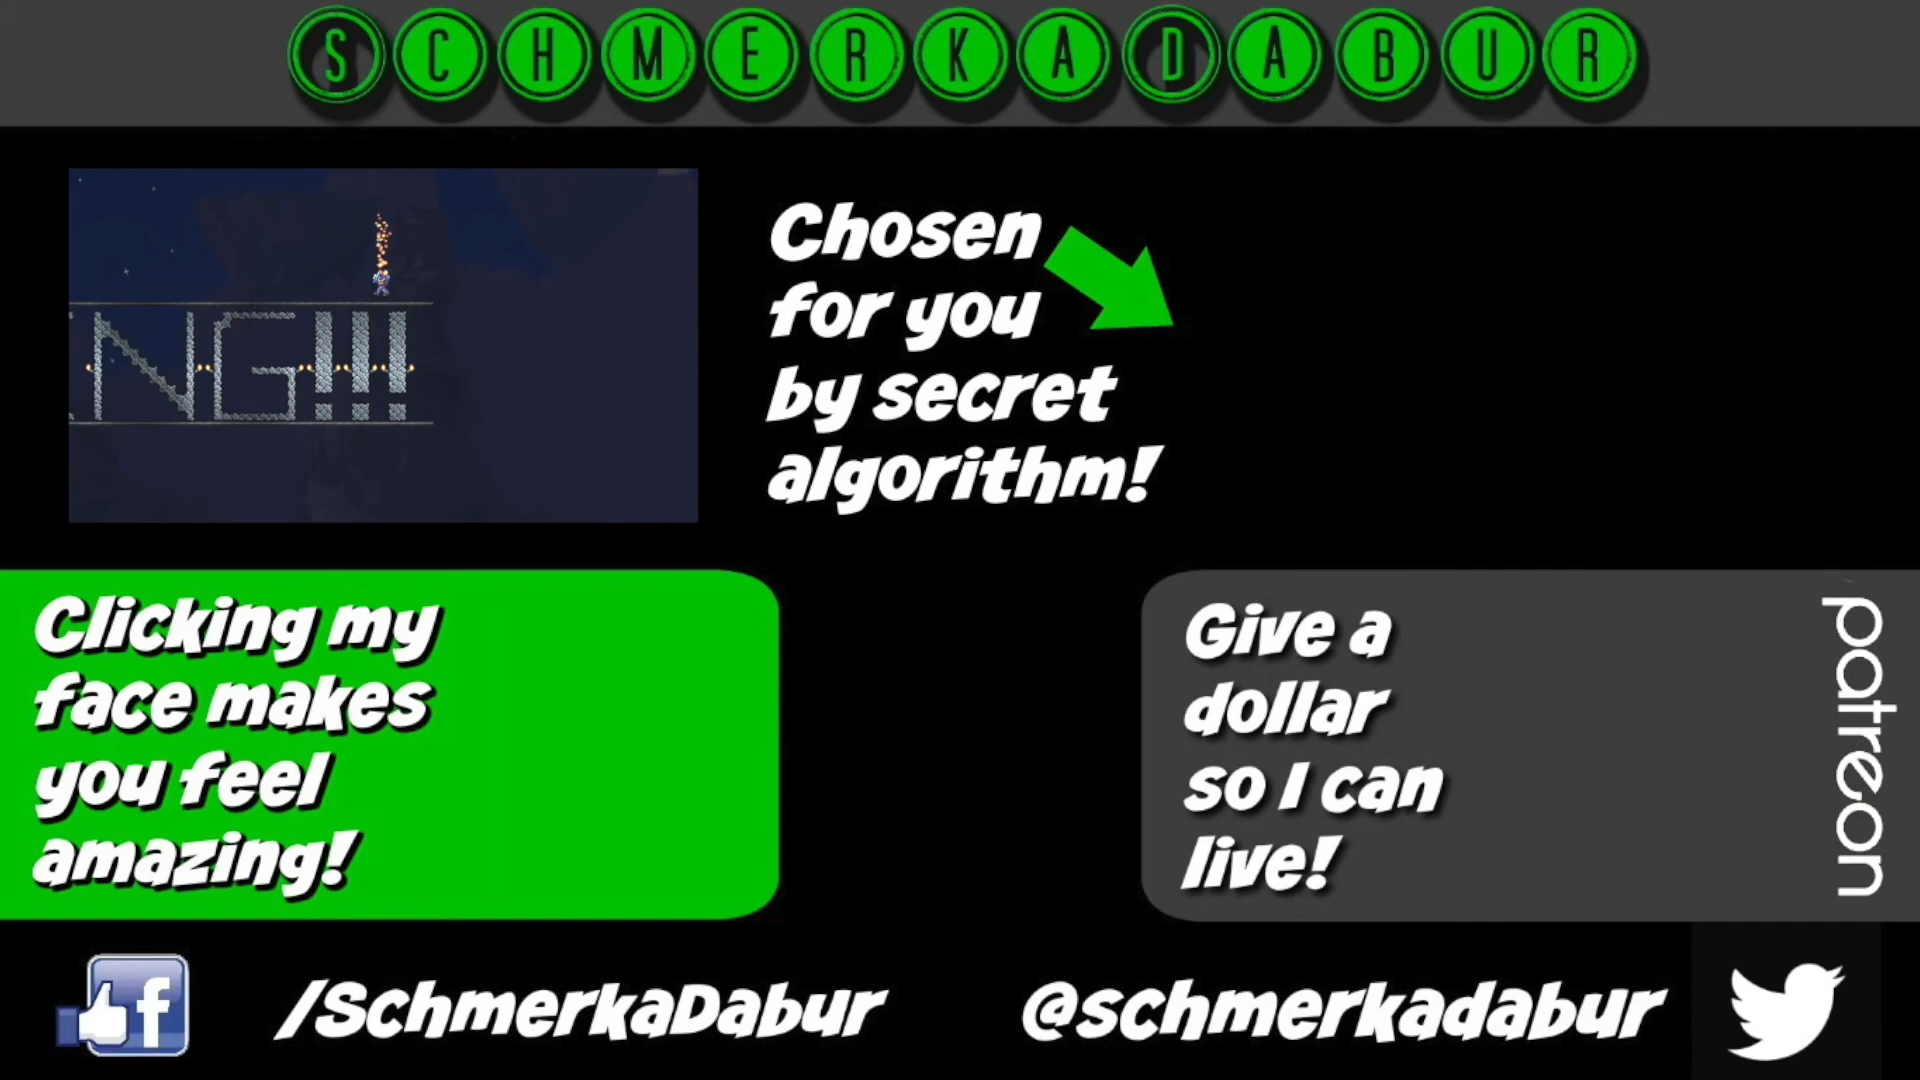 SCHMERKADABUR
NG!!!
Chosen
for you
by secret
algorithm!
Clicking my
face makes
you feel
amazing!
Give a
dollar
so I can
live!
patreon
f
/SchmerkaDabur
@schmerkadabur